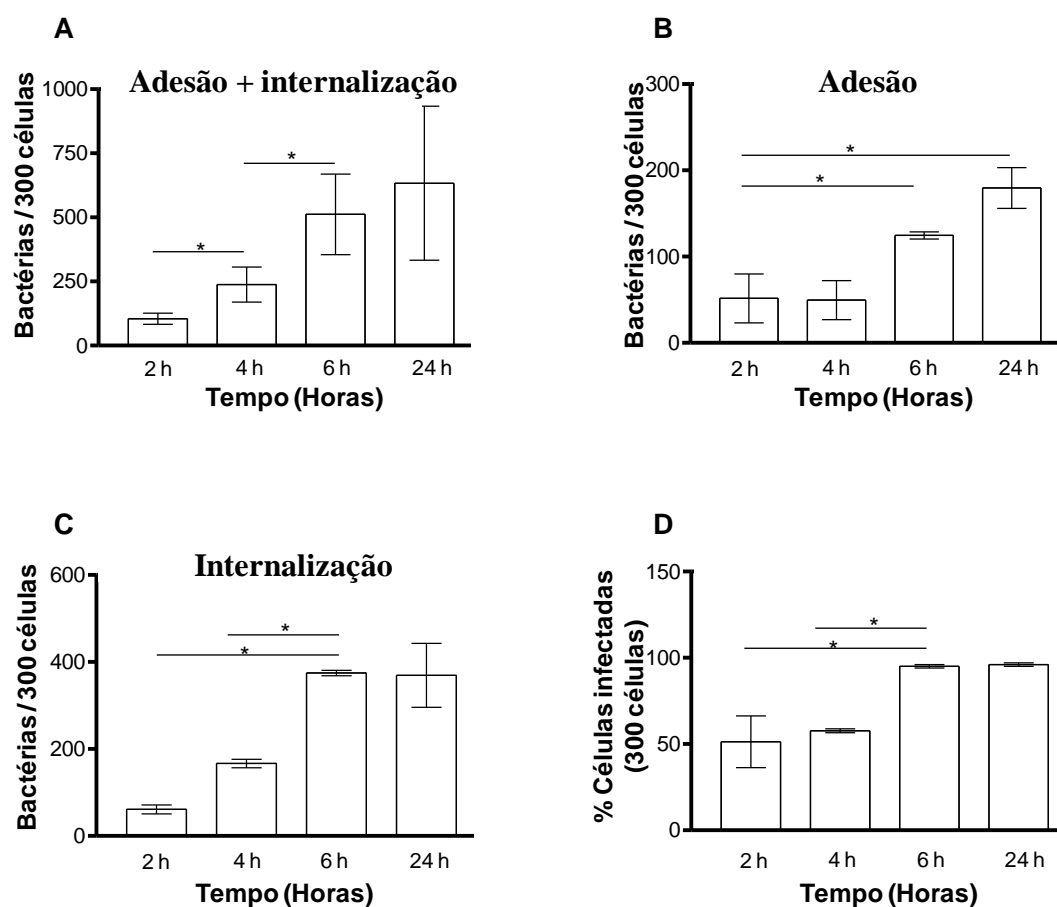 A
Adesão + internalização
Bactérias / 300 células
1000
750
500
250
0
*
*
2 h
4 h
6 h
24 h
Tempo (Horas)
B
Adesão
Bactérias / 300 células
300
200
100
0
*
*
2 h
4 h
6 h
24 h
Tempo (Horas)
C
Internalização
Bactérias / 300 células
600
400
200
0
*
*
2 h
4 h
6 h
24 h
Tempo (Horas)
D
% Células infectadas
(300 células)
150
100
50
0
*
*
2 h
4 h
6 h
24 h
Tempo (Horas)